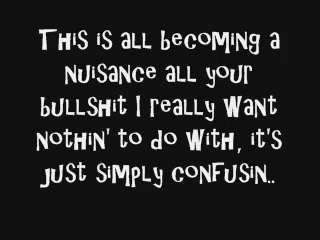 This is all becoming a
nuisance all your
bullshit I really want
nothin' to do with, it's
just simply confusin..